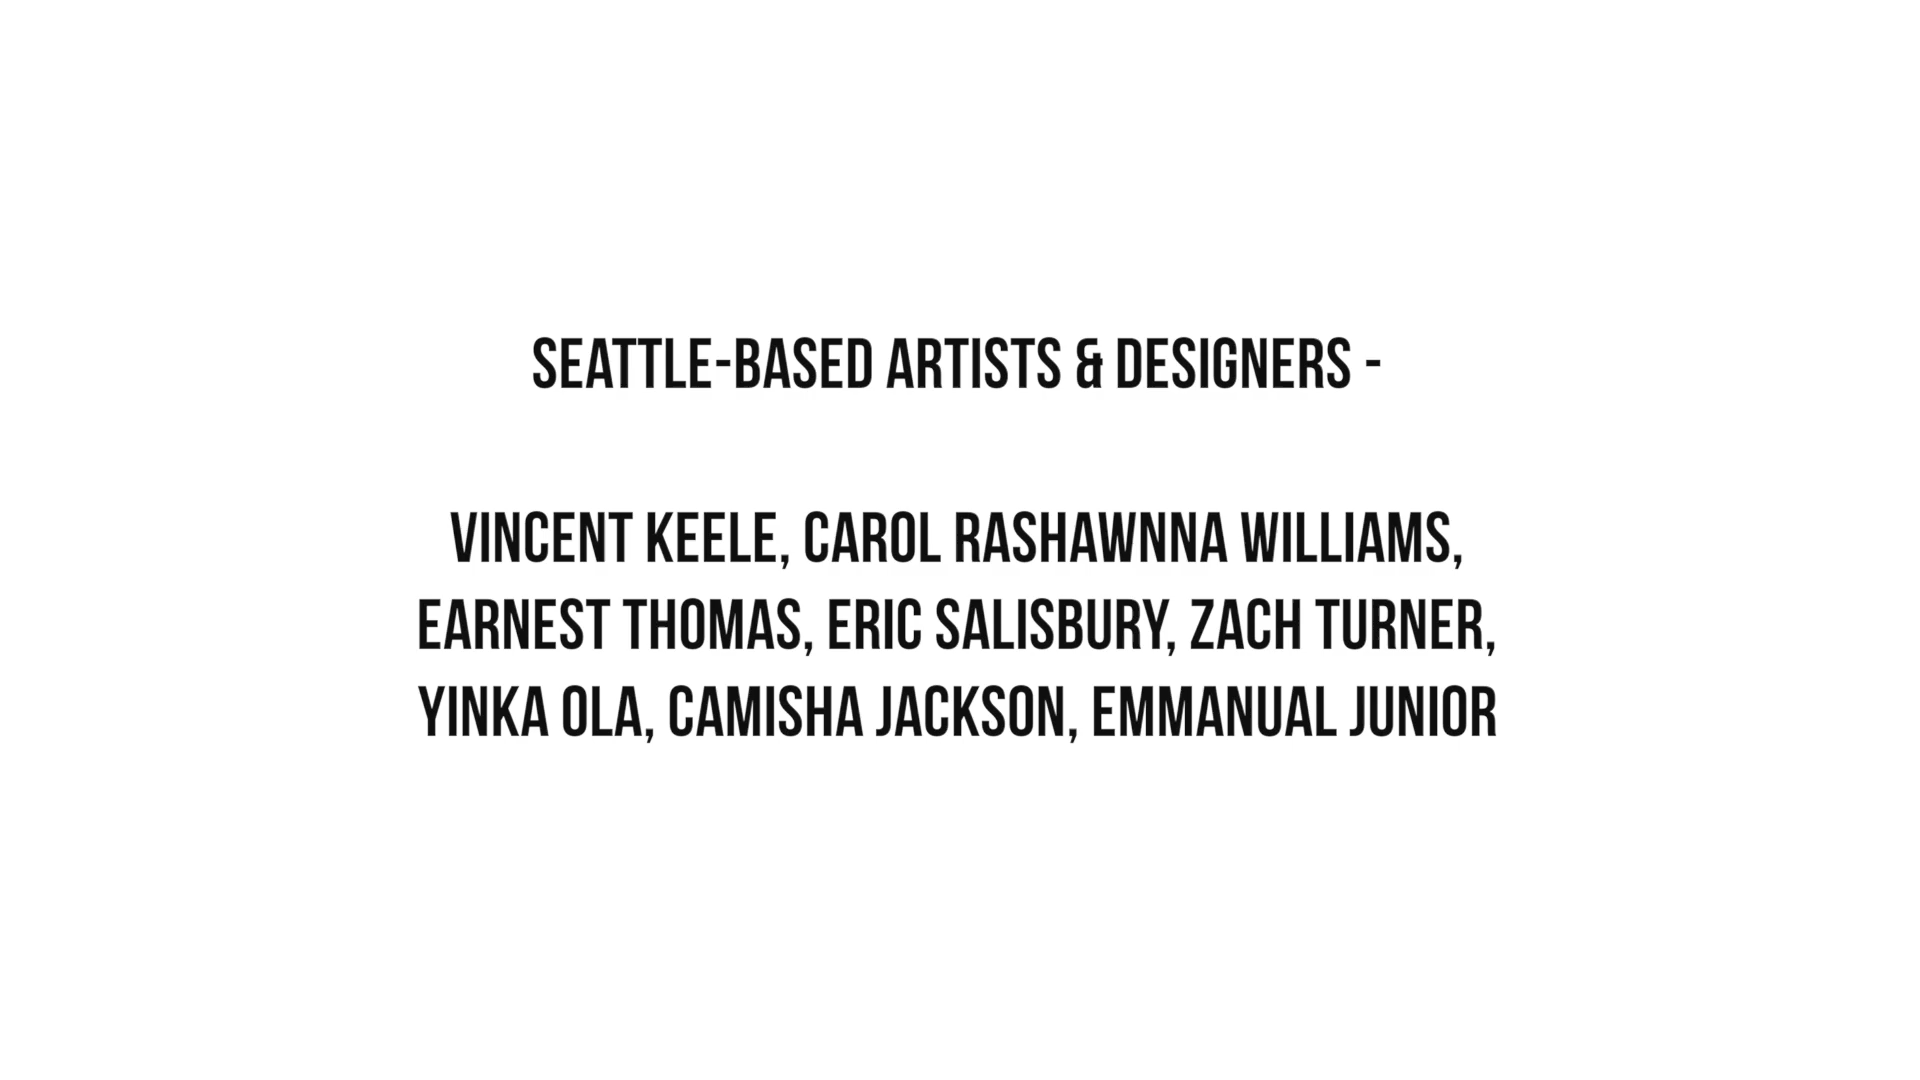 SEATTLE-BASED ARTISTS & DESIGNERS -
VINCENT KEELE, CAROL RASHAWNNA WILLIAMS,
EARNEST THOMAS, ERIC SALISBURY, ZACH TURNER,
YINKA OLA, CAMISHA JACKSON, EMMANUAL JUNIOR